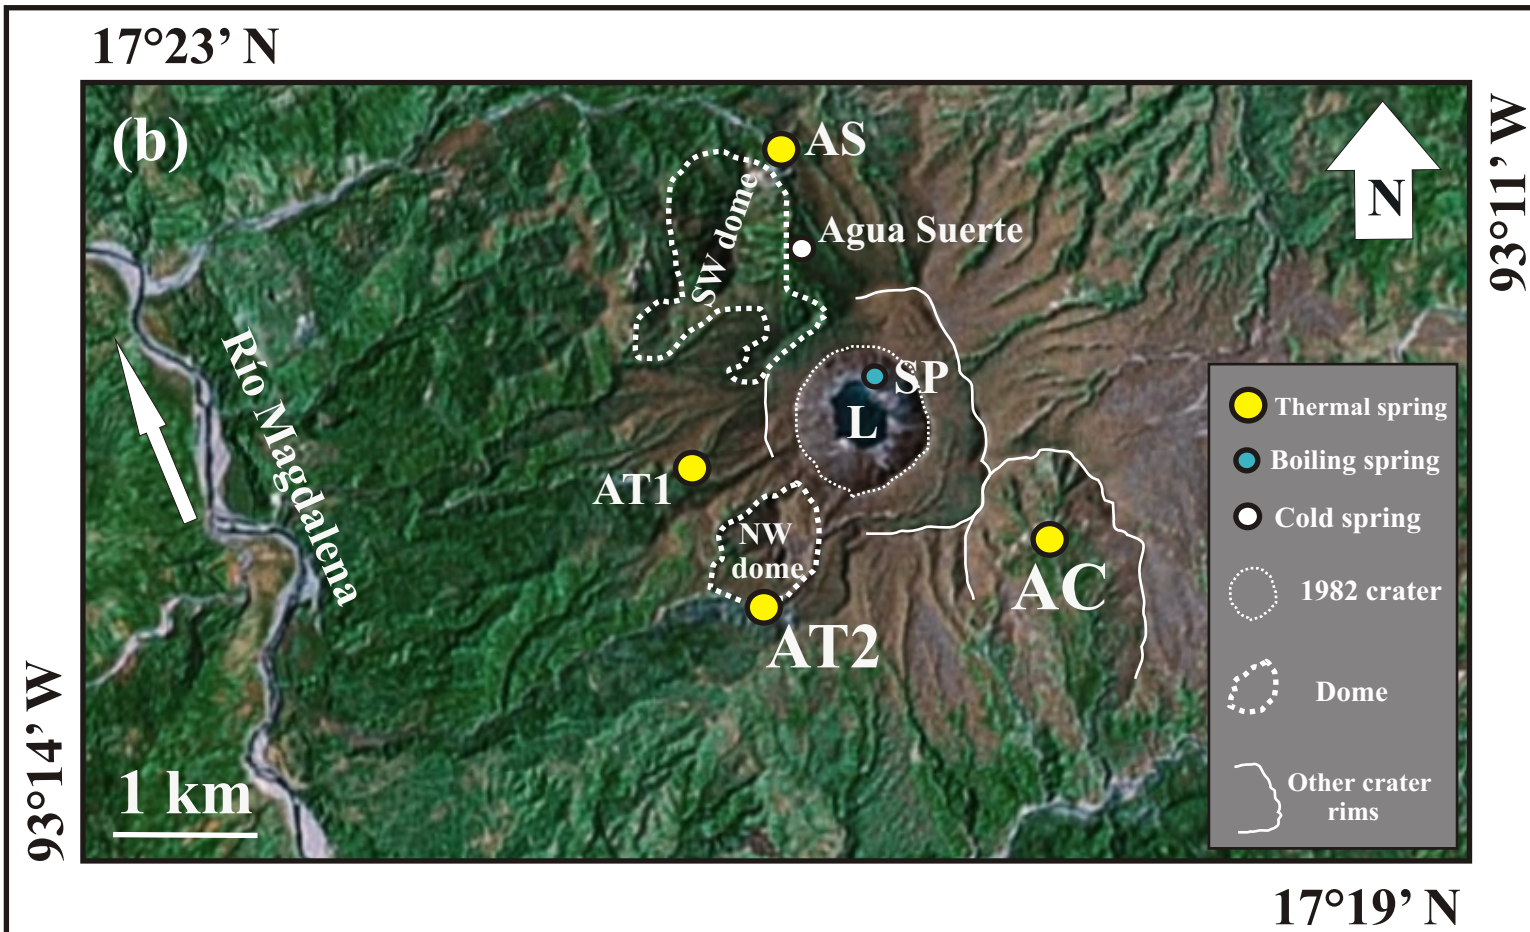 17°23’ N
(b)
AS
93°11’ W
N
SW dome
Agua Suerte
Río Magdalena
SP
L
Thermal spring
Boiling spring
AT1
Cold spring
NW
dome
AC
1982 crater
AT2
Dome
93°14’ W
1 km
Other crater
rims
17°19’ N